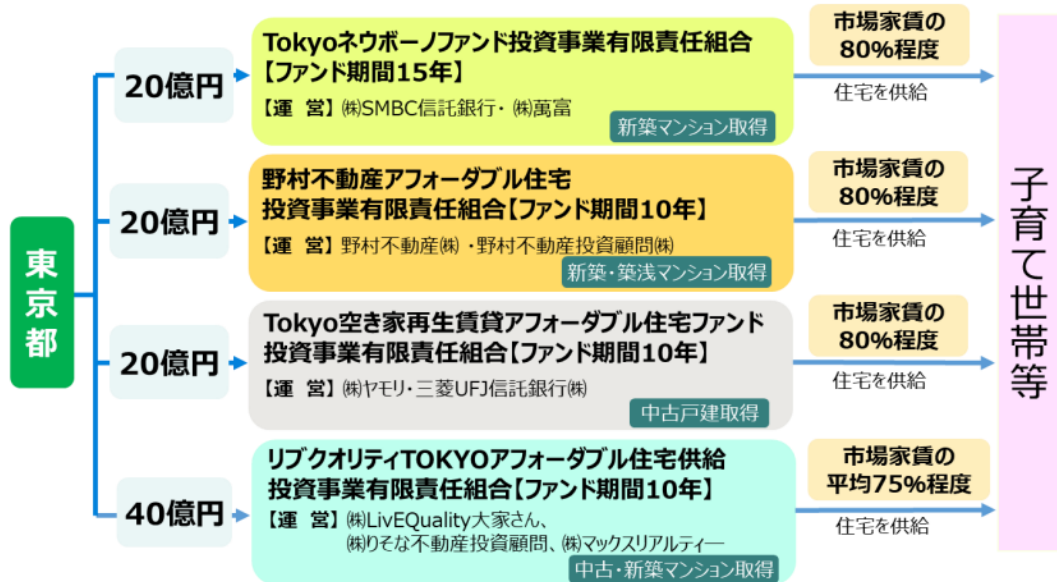 東京都
20億円
Tokyoネウボーノファンド投資事業有限責任組合
【ファンド期間15年】
【運　営】㈱SMBC信託銀行・ ㈱萬富
新築マンション取得
市場家賃の
80%程度
住宅を供給
20億円
野村不動産アフォーダブル住宅
投資事業有限責任組合【ファンド期間10年】
【運　営】野村不動産㈱ ・野村不動産投資顧問㈱
新築・築浅マンション取得
市場家賃の
80%程度
住宅を供給
20億円
Tokyo空き家再生賃貸アフォーダブル住宅ファンド
投資事業有限責任組合【ファンド期間10年】
【運　営】㈱ヤモリ・三菱UFJ信託銀行㈱
中古戸建取得
市場家賃の
80%程度
住宅を供給
40億円
リブクオリティTOKYOアフォーダブル住宅供給
投資事業有限責任組合【ファンド期間10年】
【運　営】㈱LivEQuality大家さん、
㈱りそな不動産投資顧問、㈱マックスリアルティー
中古・新築マンション取得
市場家賃の
平均75%程度
住宅を供給
子育て世帯等